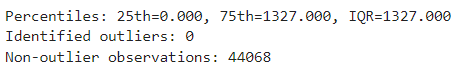 Percentiles: 25th=0.000, 75th=1327.000, IQR=1327.000
Identified outliers: 0
Non-outlier observations: 44068